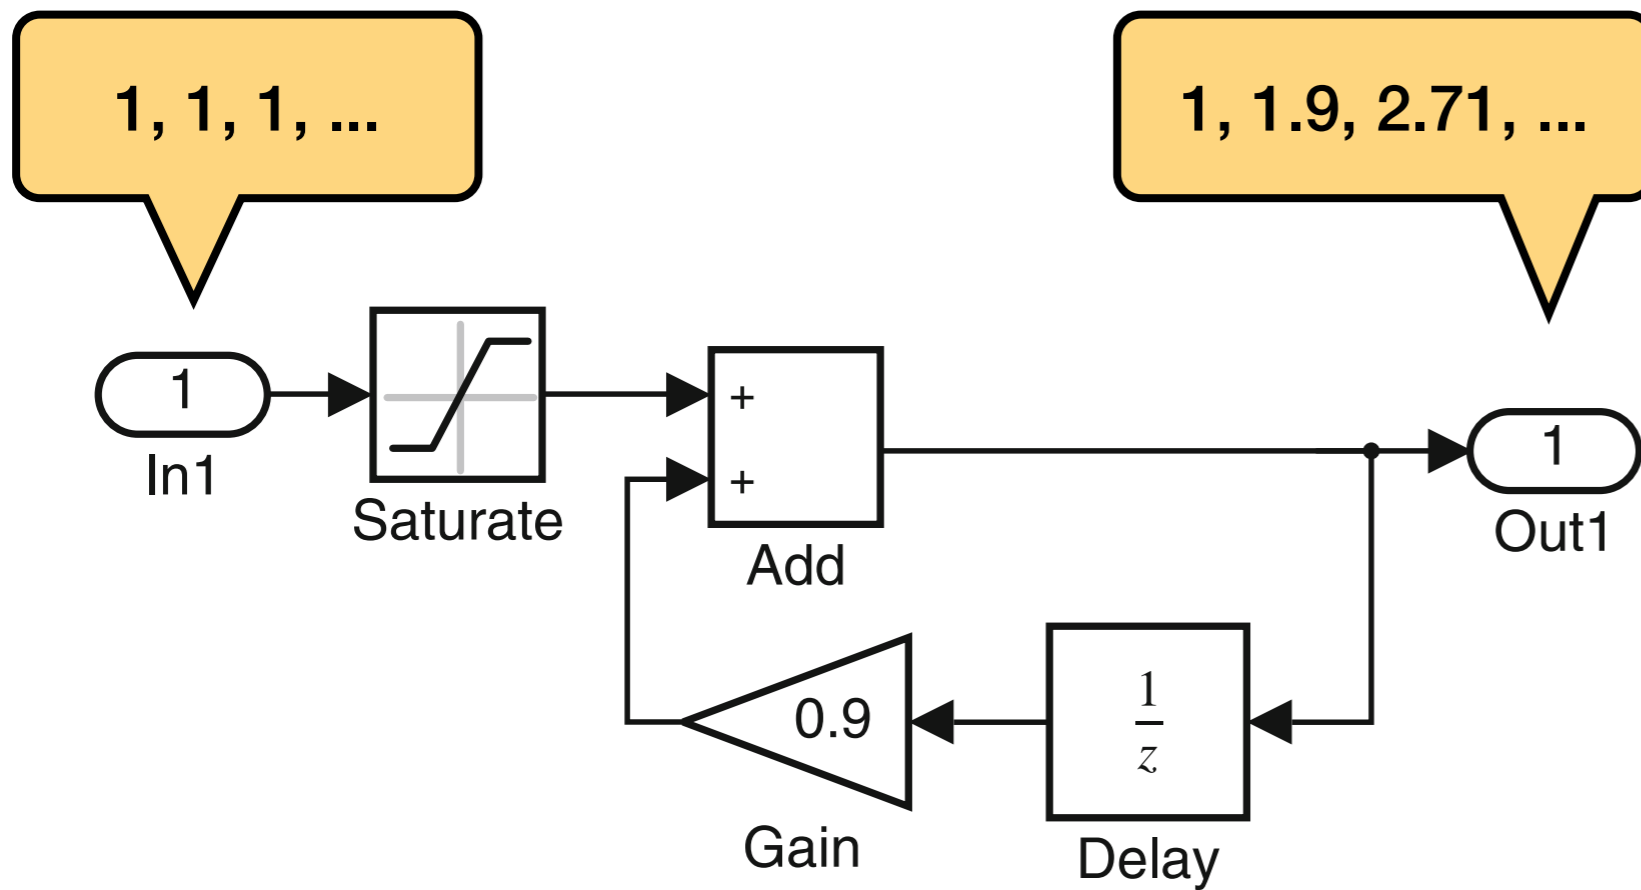 1, 1, 1, ...
1, 1.9, 2.71, ...
1
In1
Saturate
+
+
Add
1
Out1
0.9
Gain
1
z
Delay